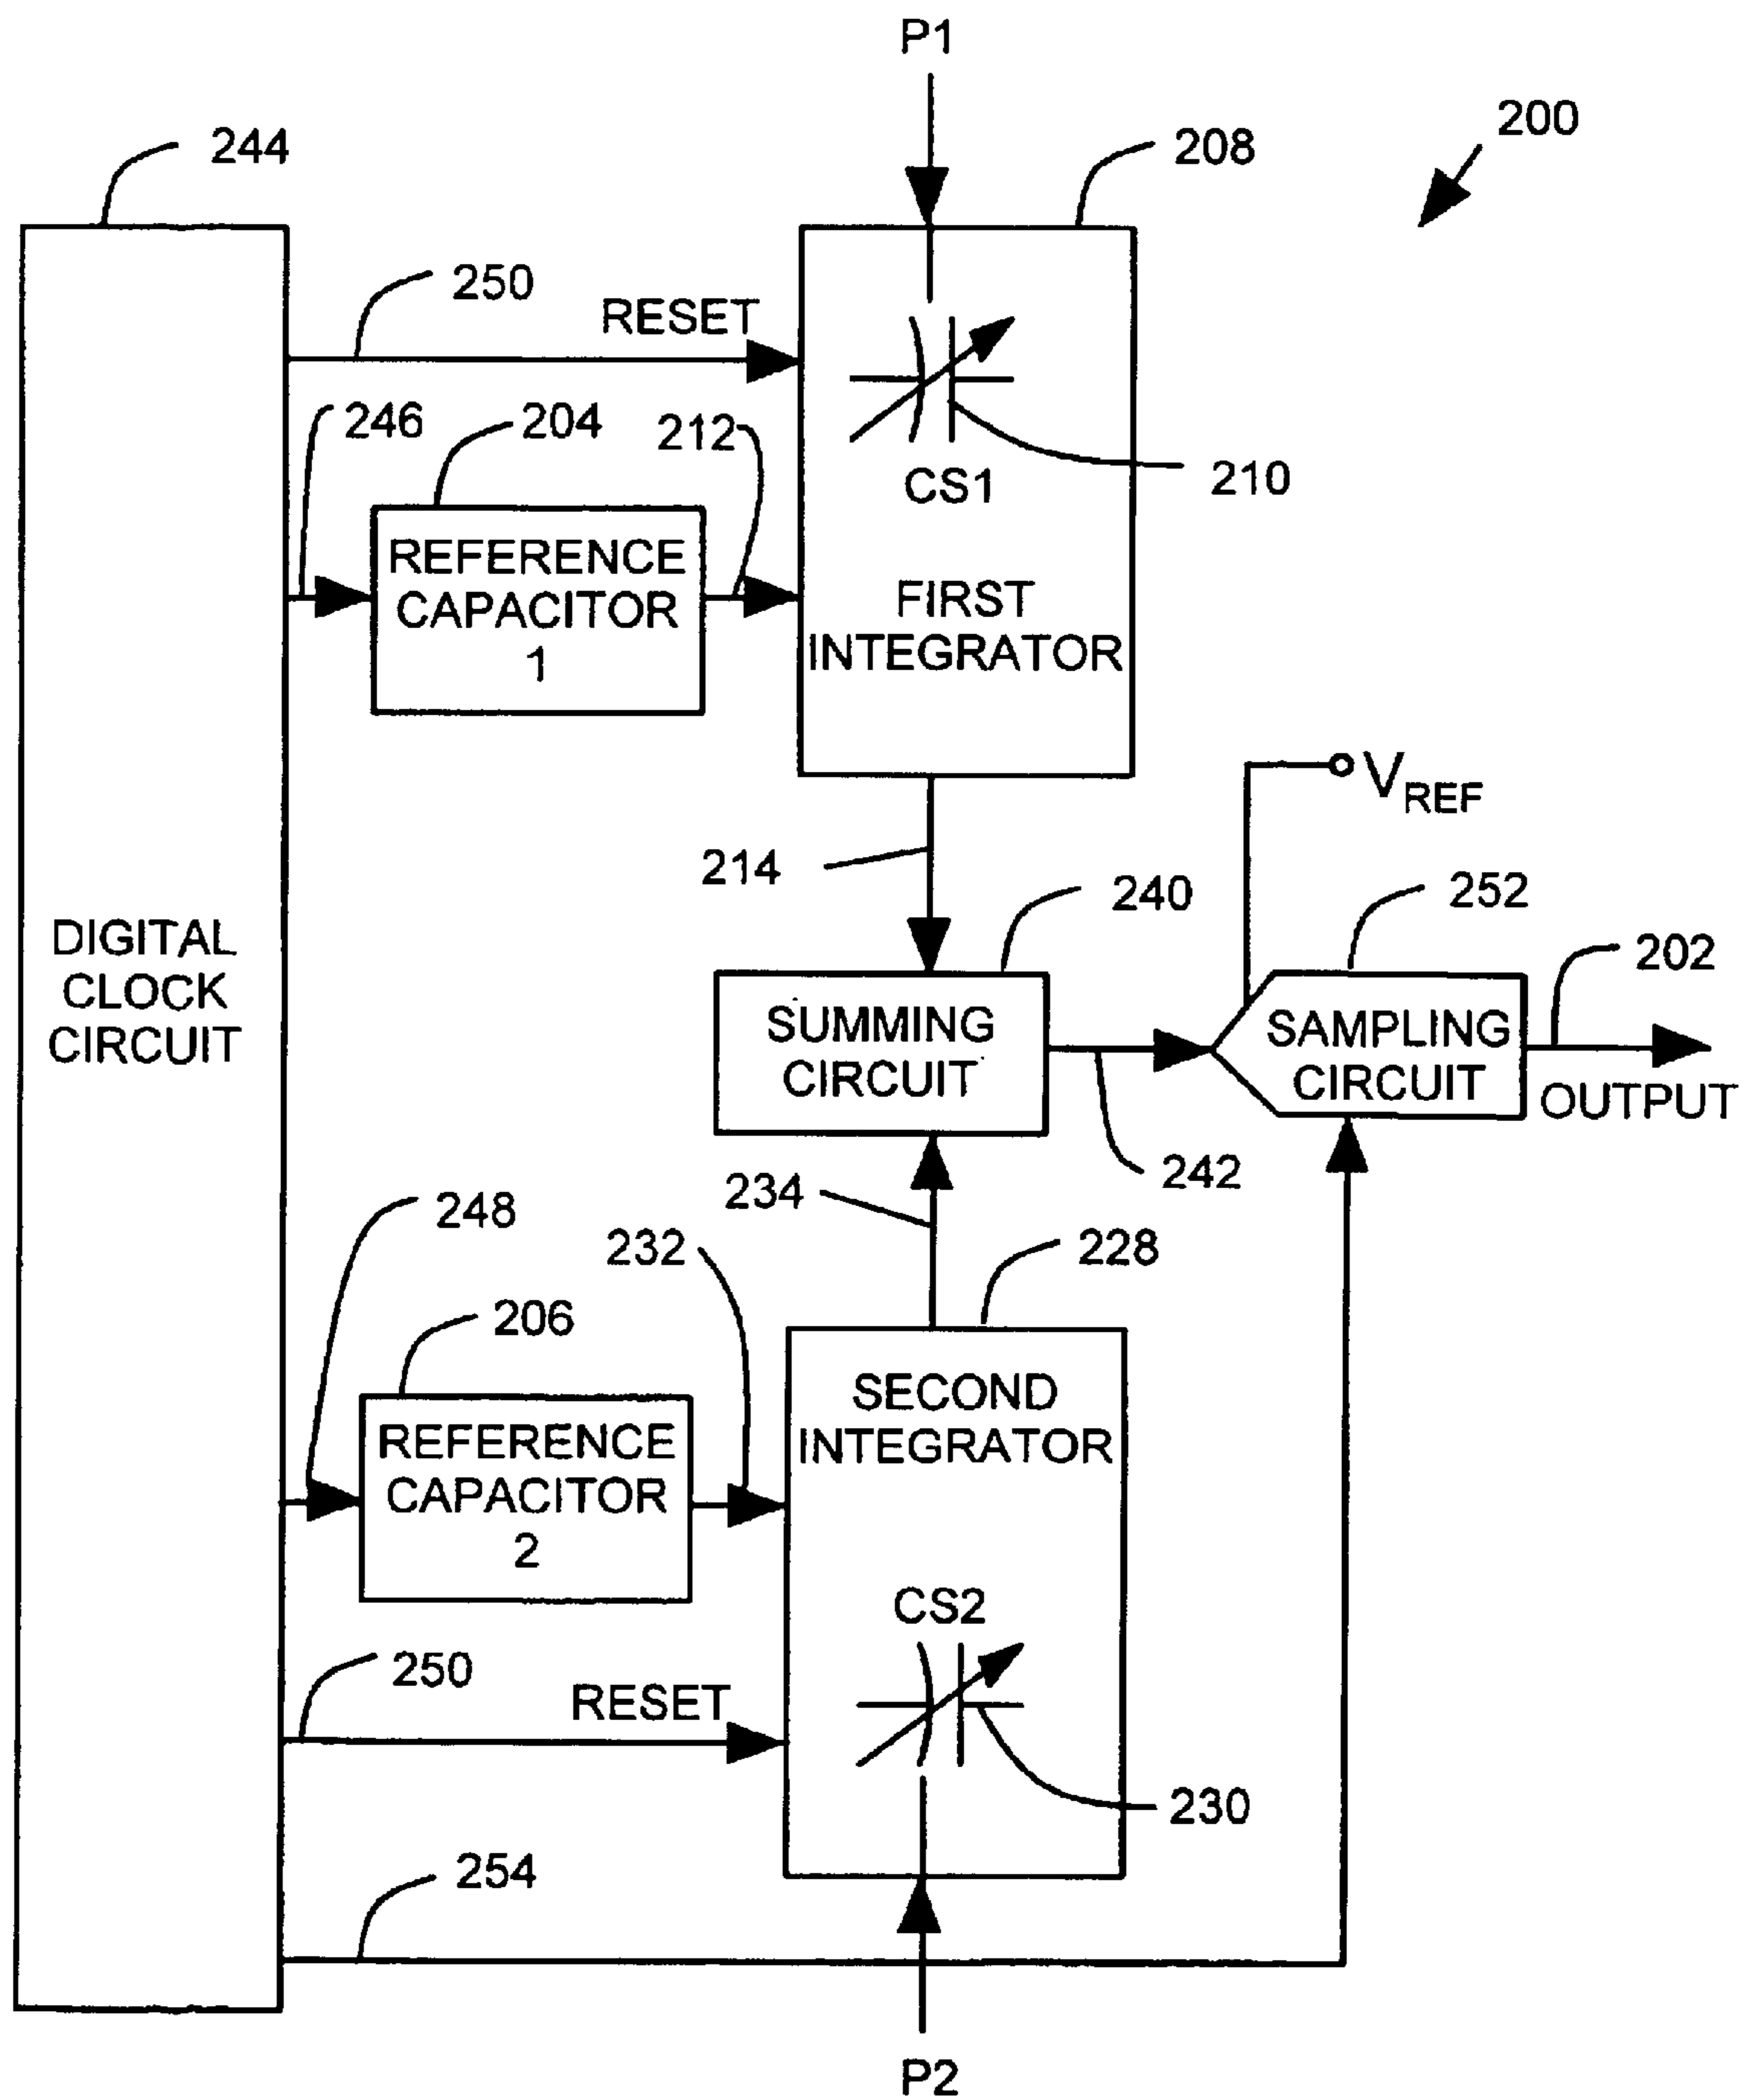 P1
200
244
208
250
RESET
246
204
212
CS1
210
REFERENCE
CAPACITOR
1
FIRST
INTEGRATOR
VREF
214
240
252
202
DIGITAL
CLOCK
CIRCUIT
SUMMING
CIRCUIT
SAMPLING
CIRCUIT
OUTPUT
242
234
248
232
228
206
SECOND
INTEGRATOR
REFERENCE
CAPACITOR
2
CS2
250
RESET
230
254
P2